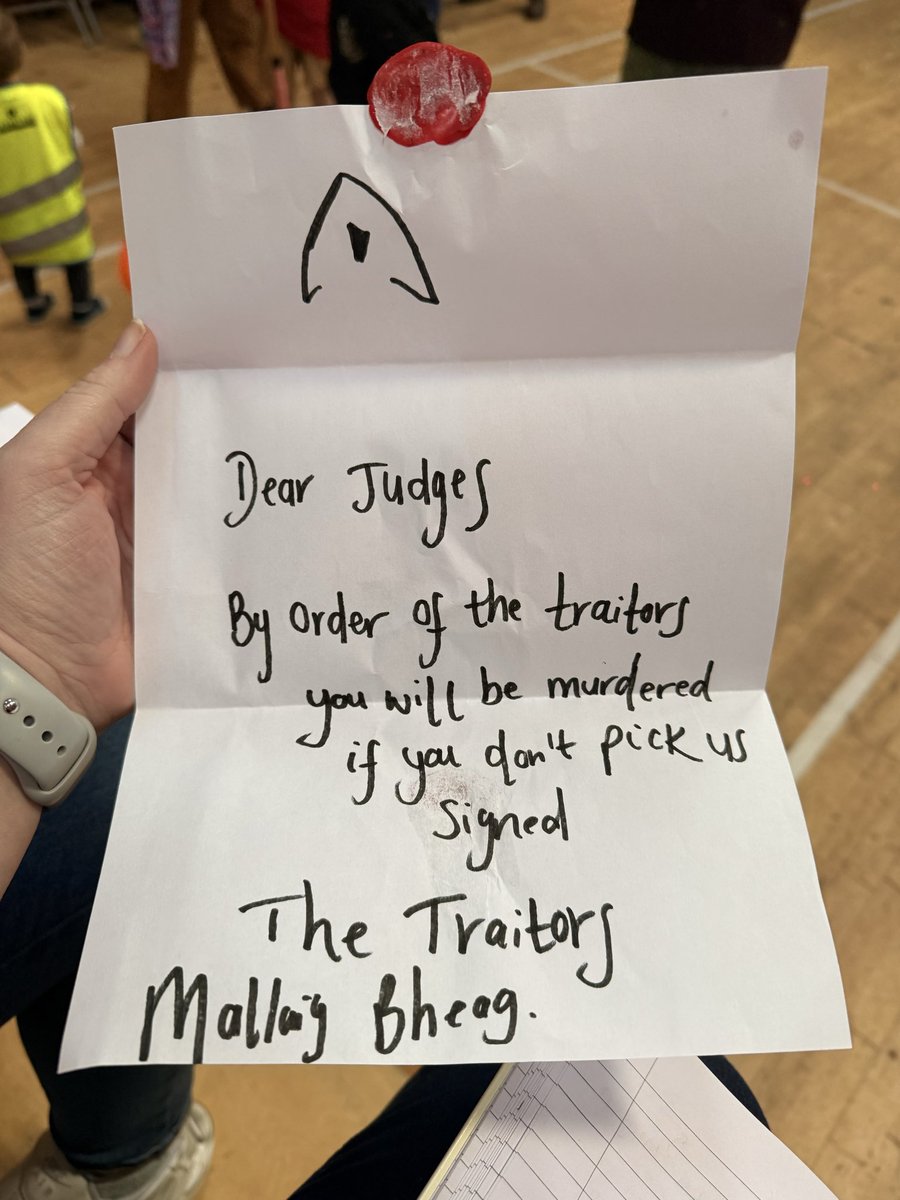 Dear Judges
By order of the traitors
you will be murdered
if you don't pick us
signed
The Traitors
Mallaig Bheag.